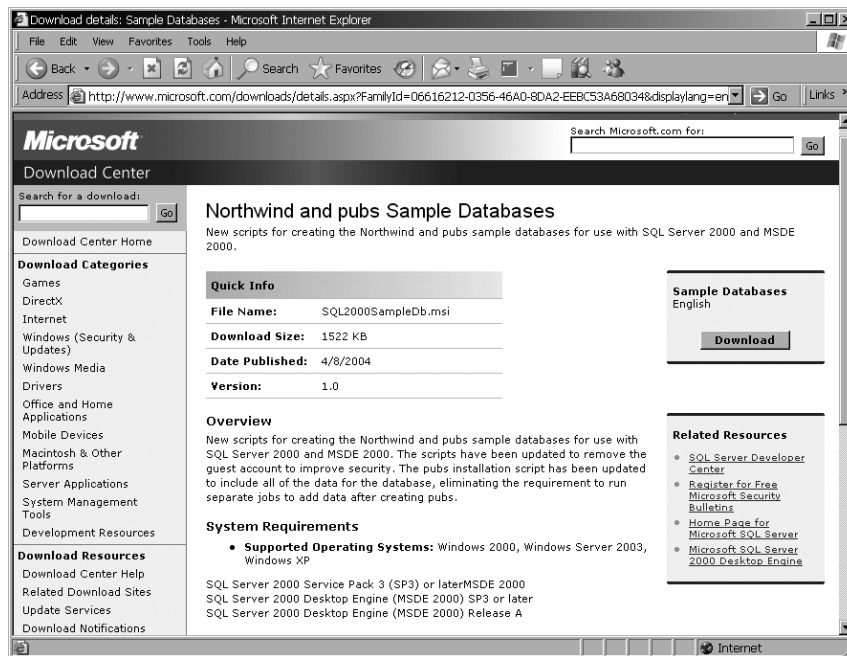 Download details: Sample Databases - Microsoft Internet Explorer
File Edit View Favorites Tools Help
Back Search Favorites
Address http://www.microsoft.com/downloads/details.aspx?FamilyId=06616212-0356-46A0-8DA2-EEBC53A68034&displaylang=en Go Links »
Microsoft
Search Microsoft.com for:
Go
Download Center
Search for a download:
Go
Download Center Home
Download Categories
Games
DirectX
Internet
Windows (Security &
Updates)
Windows Media
Drivers
Office and Home
Applications
Mobile Devices
Macintosh & Other
Platforms
Server Applications
System Management
Tools
Development Resources
Download Resources
Download Center Help
Related Download Sites
Update Services
Download Notifications
Northwind and pubs Sample Databases
New scripts for creating the Northwind and pubs sample databases for use with SQL Server 2000 and MSDE
2000.
Quick Info
File Name: SQL2000SampleDb.msi
Download Size: 1522 KB
Date Published: 4/8/2004
Version: 1.0
Overview
New scripts for creating the Northwind and pubs sample databases for use with
SQL Server 2000 and MSDE 2000. The scripts have been updated to remove the
guest account to improve security. The pubs installation script has been updated
to include all of the data for the database, eliminating the requirement to run
separate jobs to add data after creating pubs.
System Requirements
• Supported Operating Systems: Windows 2000, Windows Server 2003,
Windows XP
SQL Server 2000 Service Pack 3 (SP3) or laterMSDE 2000
SQL Server 2000 Desktop Engine (MSDE 2000) SP3 or later
SQL Server 2000 Desktop Engine (MSDE 2000) Release A
Sample Databases
English
Download
Related Resources
• SQL Server Developer
Center
• Register for Free
Microsoft Security
Bulletins
• Home Page for
Microsoft SQL Server
• Microsoft SQL Server
2000 Desktop Engine
Internet